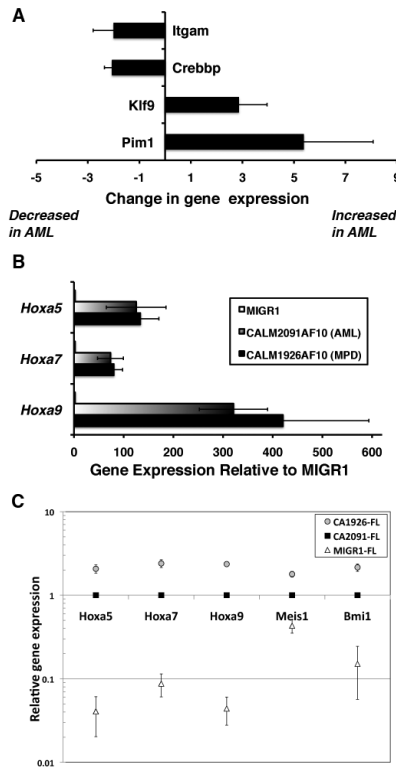 A
Itgam
Crebbp
Klf9
Pim1
-5 -3 -1 1 3 5 7 9
Change in gene expression
Decreased
in AML
Increased
in AML
B
Hoxa5
Hoxa7
Hoxa9
MIGR1
CALM2091AF10 (AML)
CALM1926AF10 (MPD)
0 100 200 300 400 500 600
Gene Expression Relative to MIGR1
C
Relative gene expression
10
1
0.1
0.01
CA1926-FL
CA2091-FL
MIGR1-FL
Hoxa5 Hoxa7 Hoxa9 Meis1 Bmi1